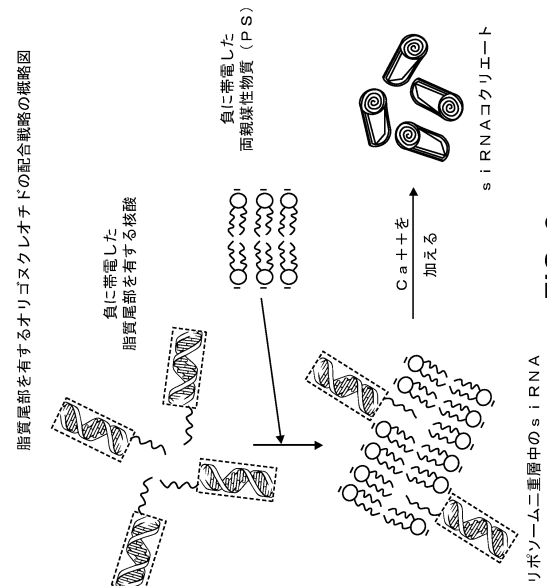 脂質尾部を有するオリゴヌクレオチドの配合戦略の概略図
負に帯電した
脂質尾部を有する核酸
負に帯電した
両親媒性物質（ＰＳ）
Ｃａ＋＋を
加える
ｓｉＲＮＡコクリエート
リポソーム二重層中のｓｉＲＮＡ